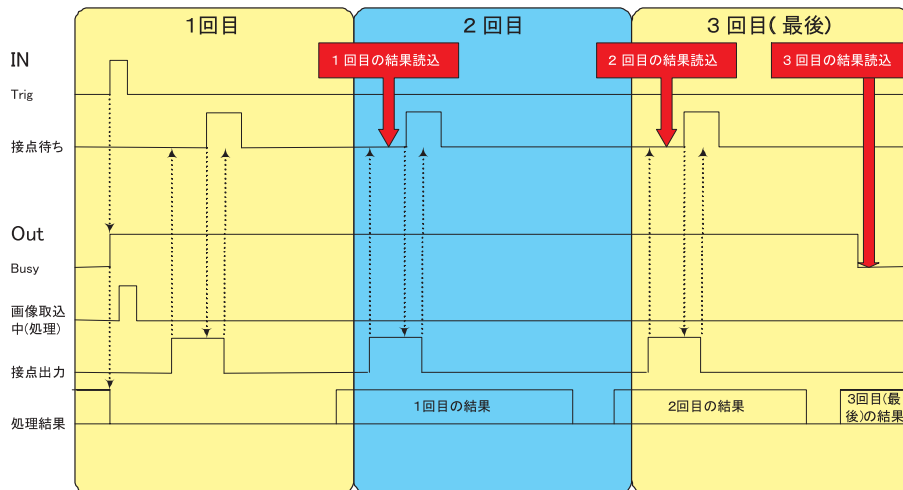 1回目
2 回目
3 回目( 最後)
IN
1 回目の結果読込
2 回目の結果読込
3 回目の結果読込
Trig
接点待ち
Out
Busy
画像取込
中(処理)
接点出力
処理結果
1回目の結果
2回目の結果
3回目(最
後)の結果